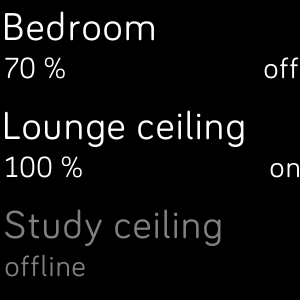 Bedroom
70 % off
Lounge ceiling
100 % on
Study ceiling
offline